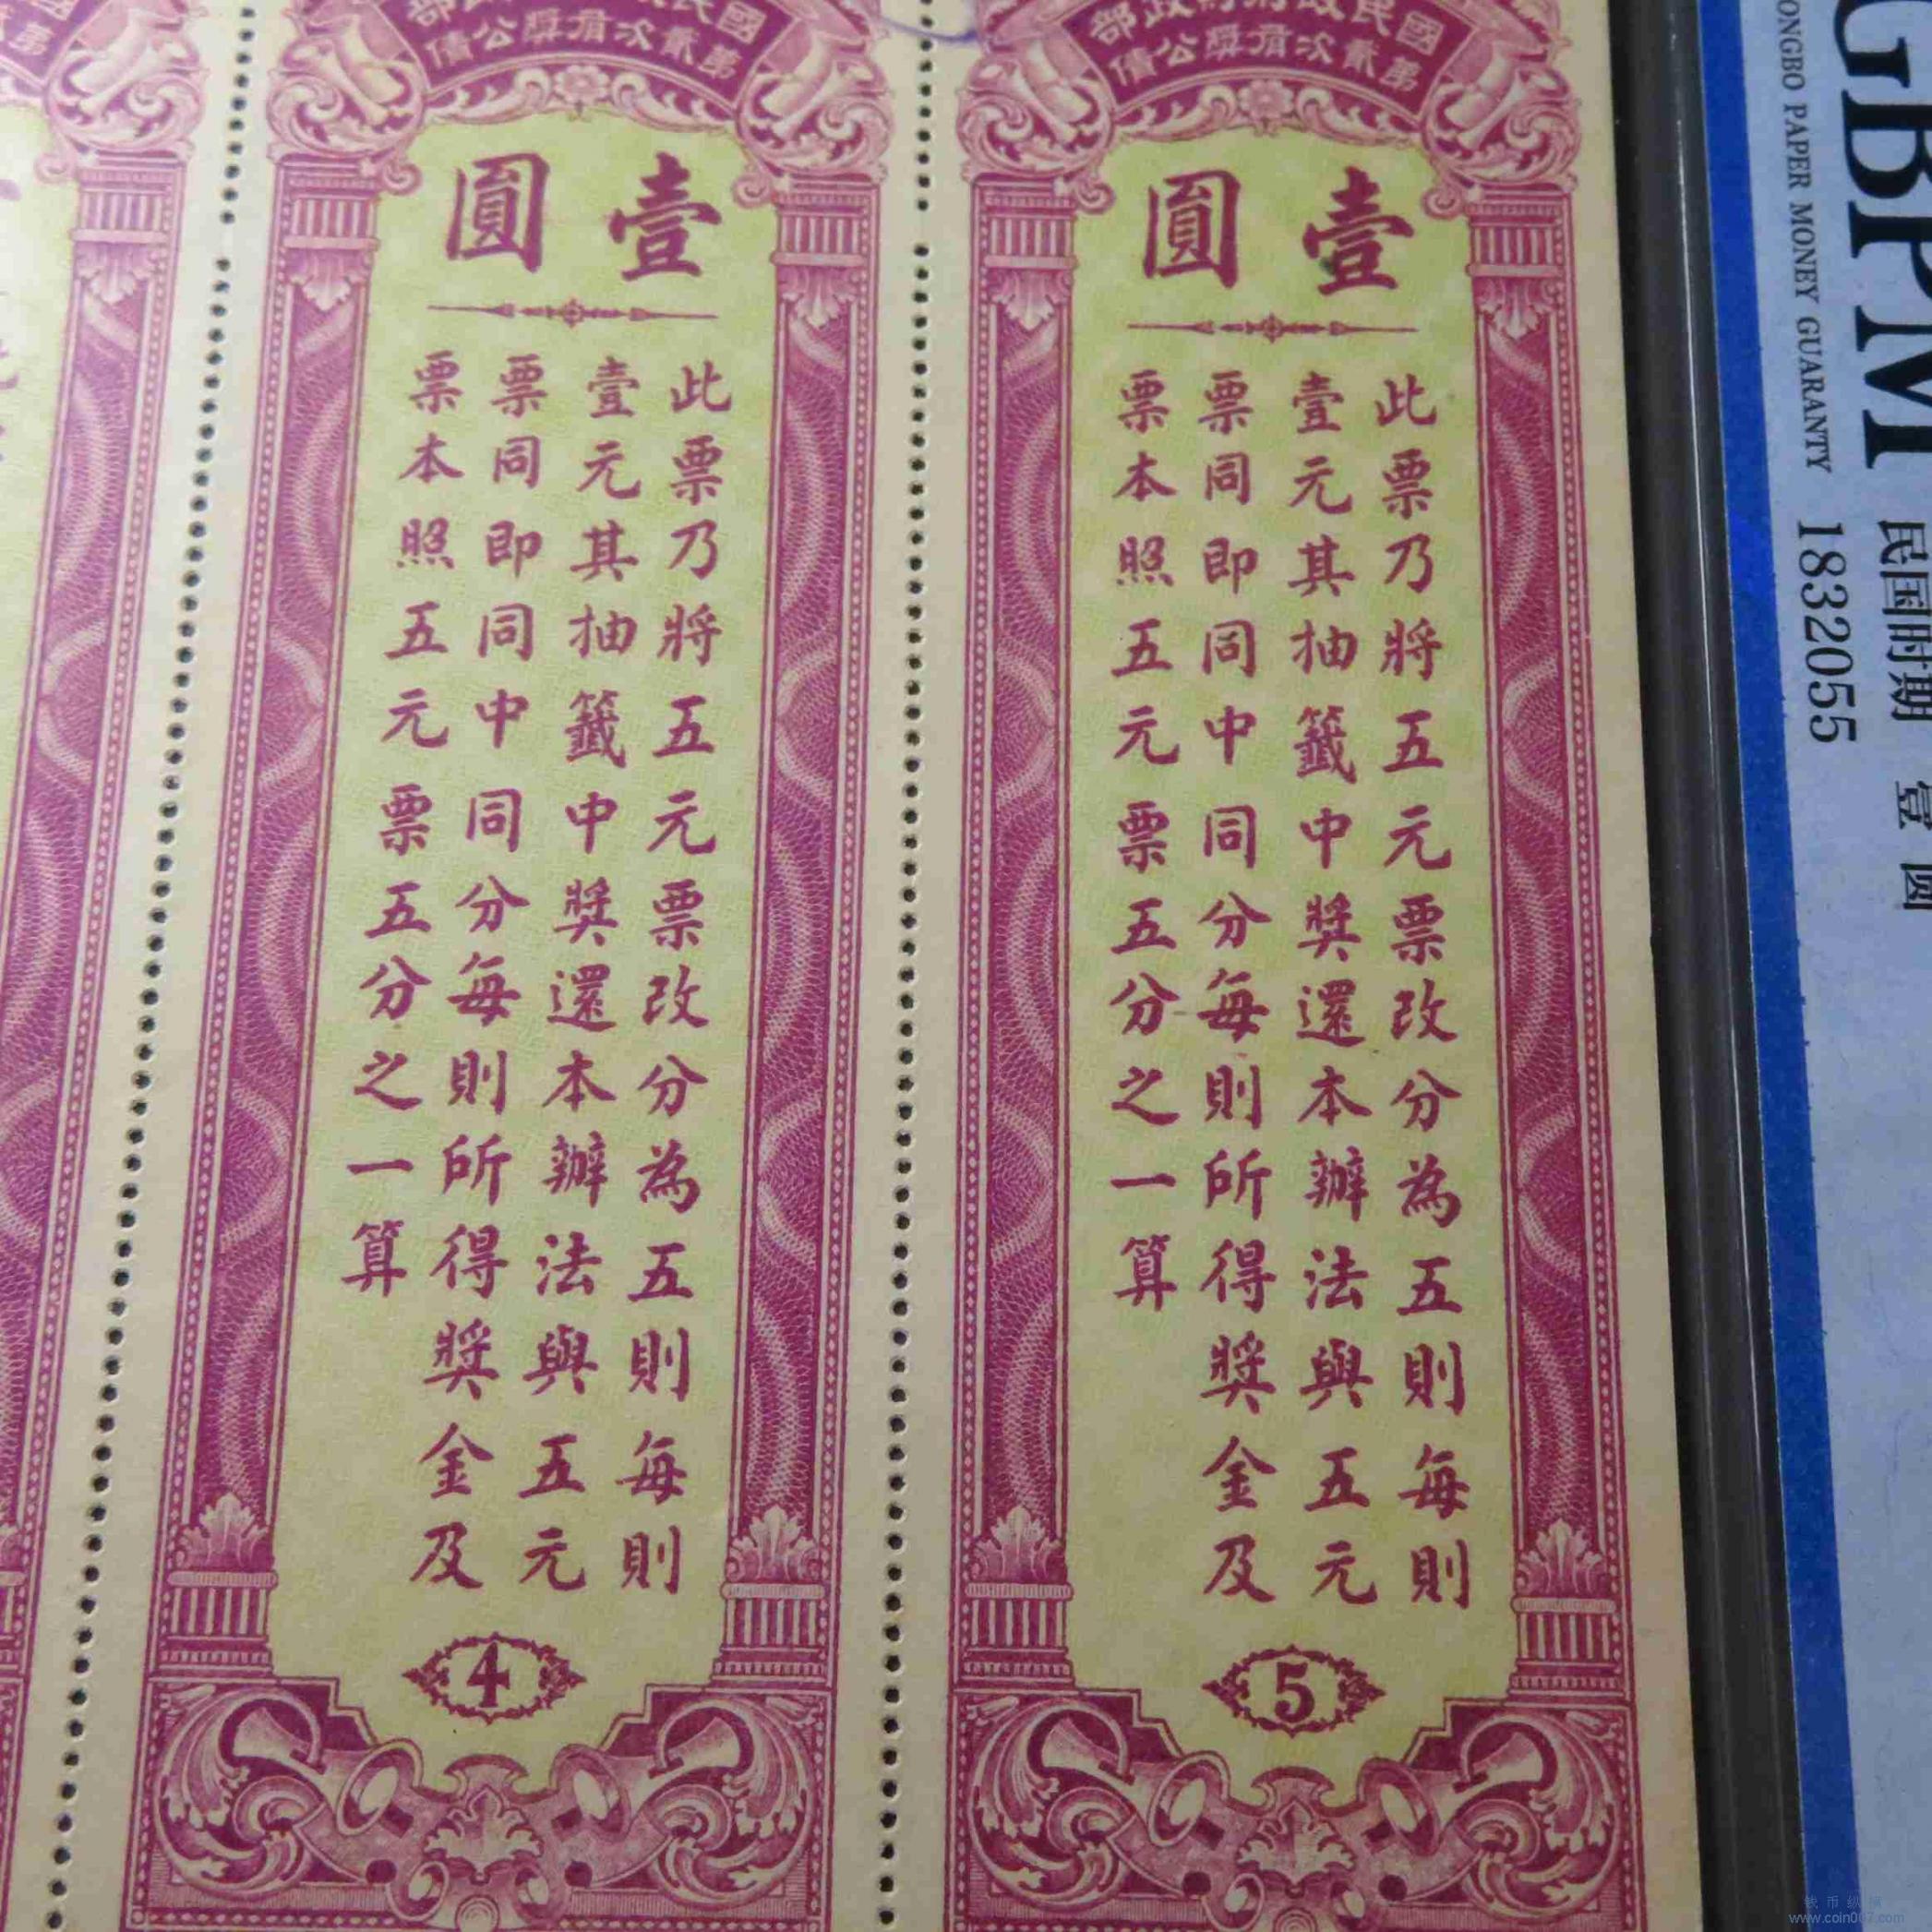 國民政府財政部
第貳次有獎公債
壹圓
此票乃將五元票改分為五則每則
壹元其抽籤中獎還本辦法與五元
票同即同中同分每則所得獎金及
票本照五元票五分之一算
4
國民政府財政部
第貳次有獎公債
壹圓
此票乃將五元票改分為五則每則
壹元其抽籤中獎還本辦法與五元
票同即同中同分每則所得獎金及
票本照五元票五分之一算
5
GBPM
ONGBO PAPER MONEY GUARANTY
民国时期 壹圆
1832055
www.coin007.com